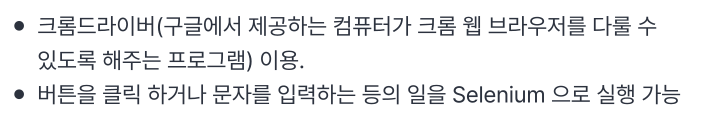 • 크롬드라이버(구글에서 제공하는 컴퓨터가 크롬 웹 브라우저를 다룰 수
있도록 해주는 프로그램) 이용.
• 버튼을 클릭 하거나 문자를 입력하는 등의 일을 Selenium 으로 실행 가능